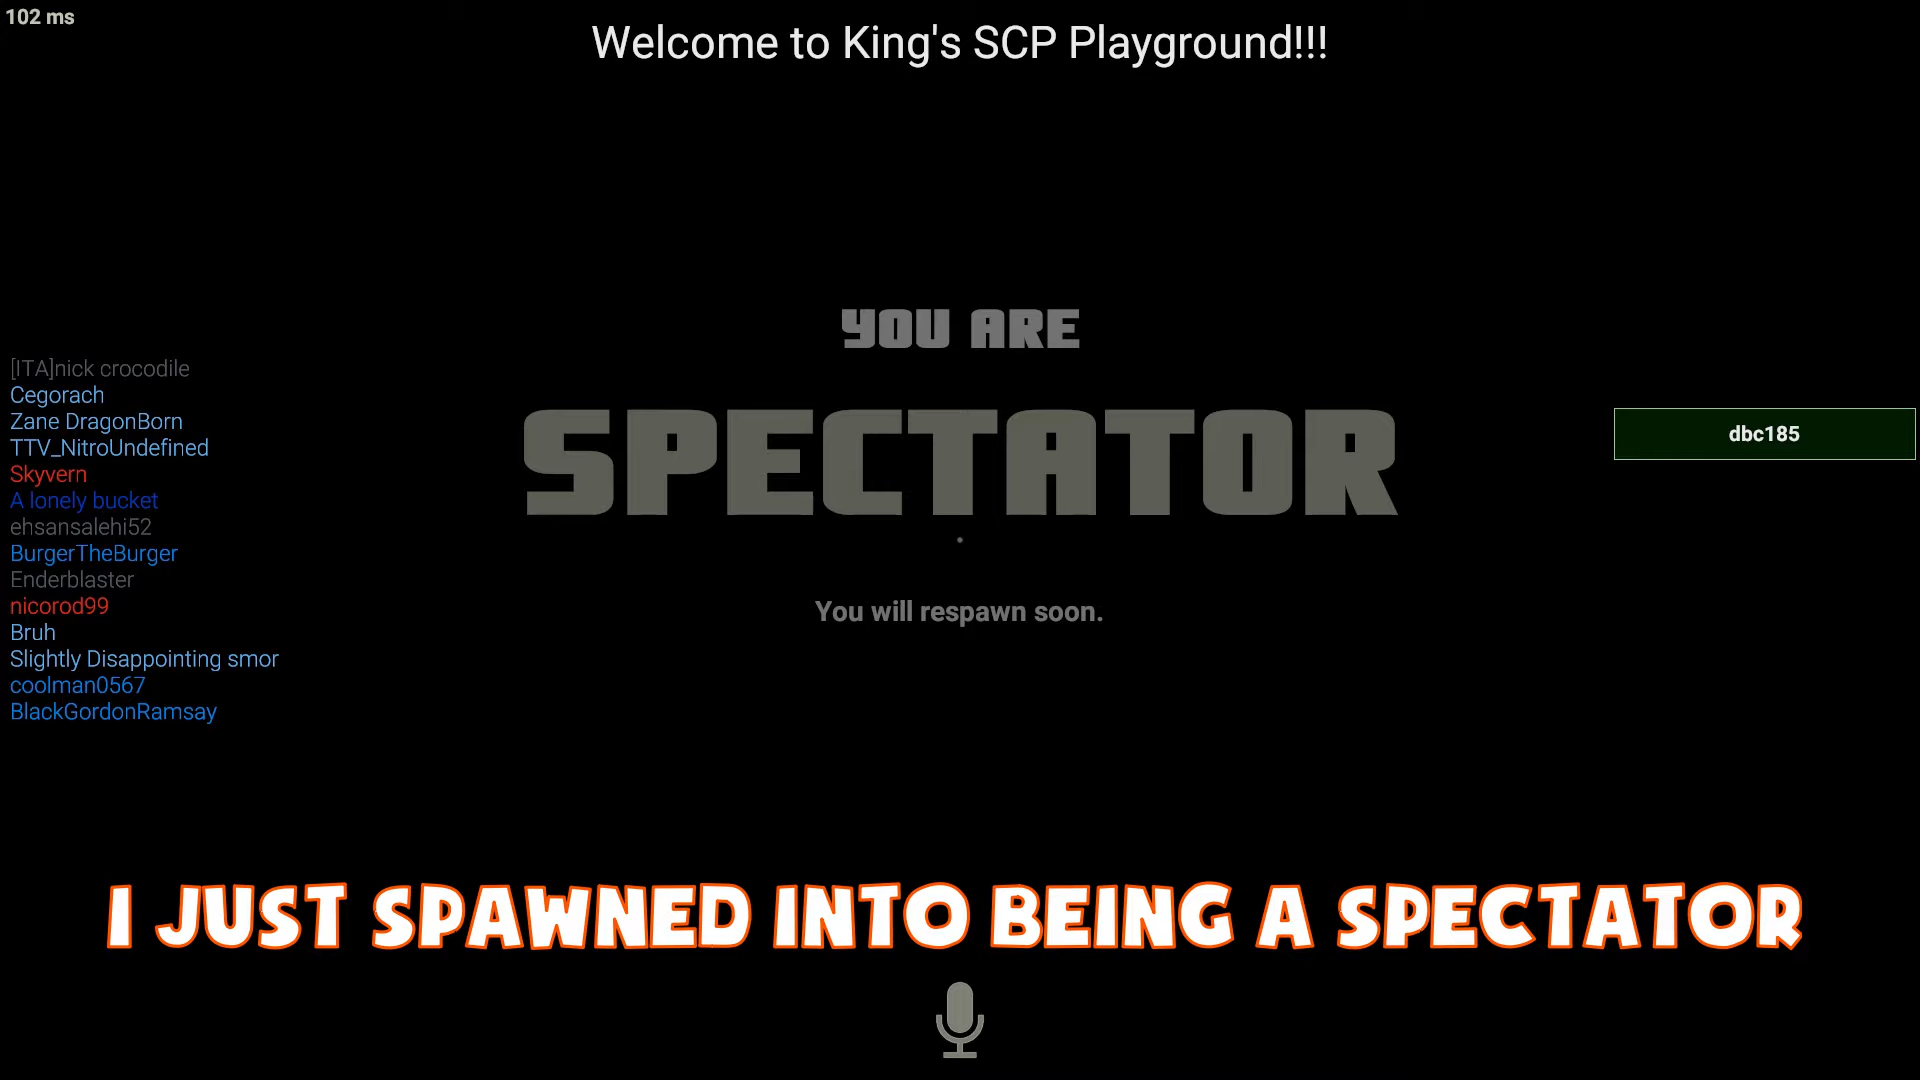 102 ms
Welcome to King's SCP Playground!!!
YOU ARE
SPECTATOR
You will respawn soon.
[ITA]nick crocodile
Cegorach
Zane DragonBorn
TTV_NitroUndefined
Skyvern
A lonely bucket
ehsansalehi52
BurgerTheBurger
Enderblaster
nicorod99
Bruh
Slightly Disappointing smor
coolman0567
BlackGordonRamsay
dbc185
I JUST SPAWNED INTO BEING A SPECTATOR